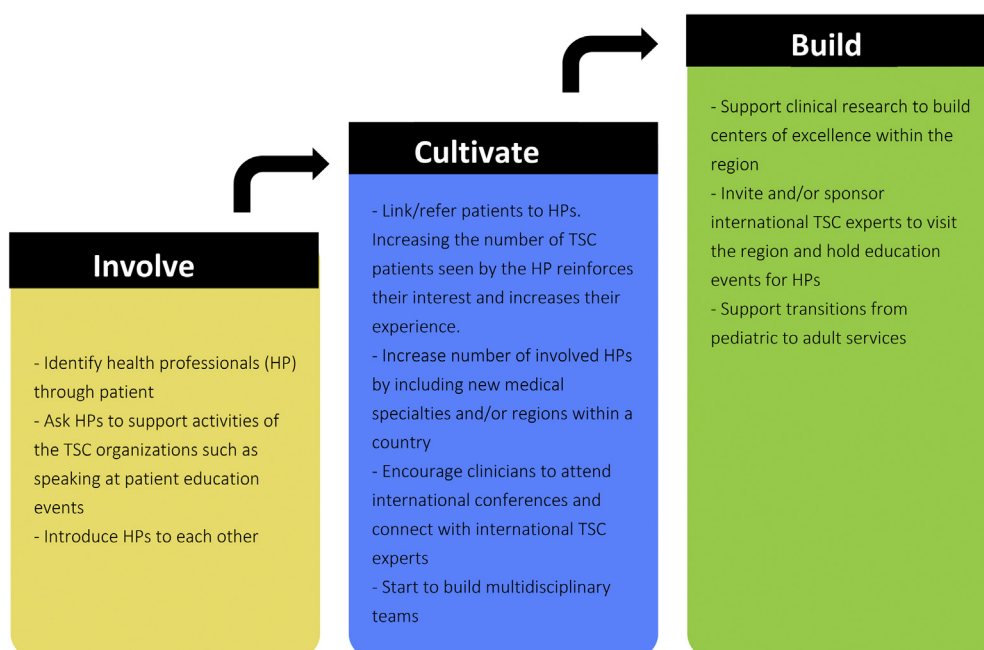 Involve
- Identify health professionals (HP)
through patient
- Ask HPs to support activities of
the TSC organizations such as
speaking at patient education
events
- Introduce HPs to each other
Cultivate
- Link/refer patients to HPs.
Increasing the number of TSC
patients seen by the HP reinforces
their interest and increases their
experience.
- Increase number of involved HPs
by including new medical
specialties and/or regions within a
country
- Encourage clinicians to attend
international conferences and
connect with international TSC
experts
- Start to build multidisciplinary
teams
Build
- Support clinical research to build
centers of excellence within the
region
- Invite and/or sponsor
international TSC experts to visit
the region and hold education
events for HPs
- Support transitions from
pediatric to adult services